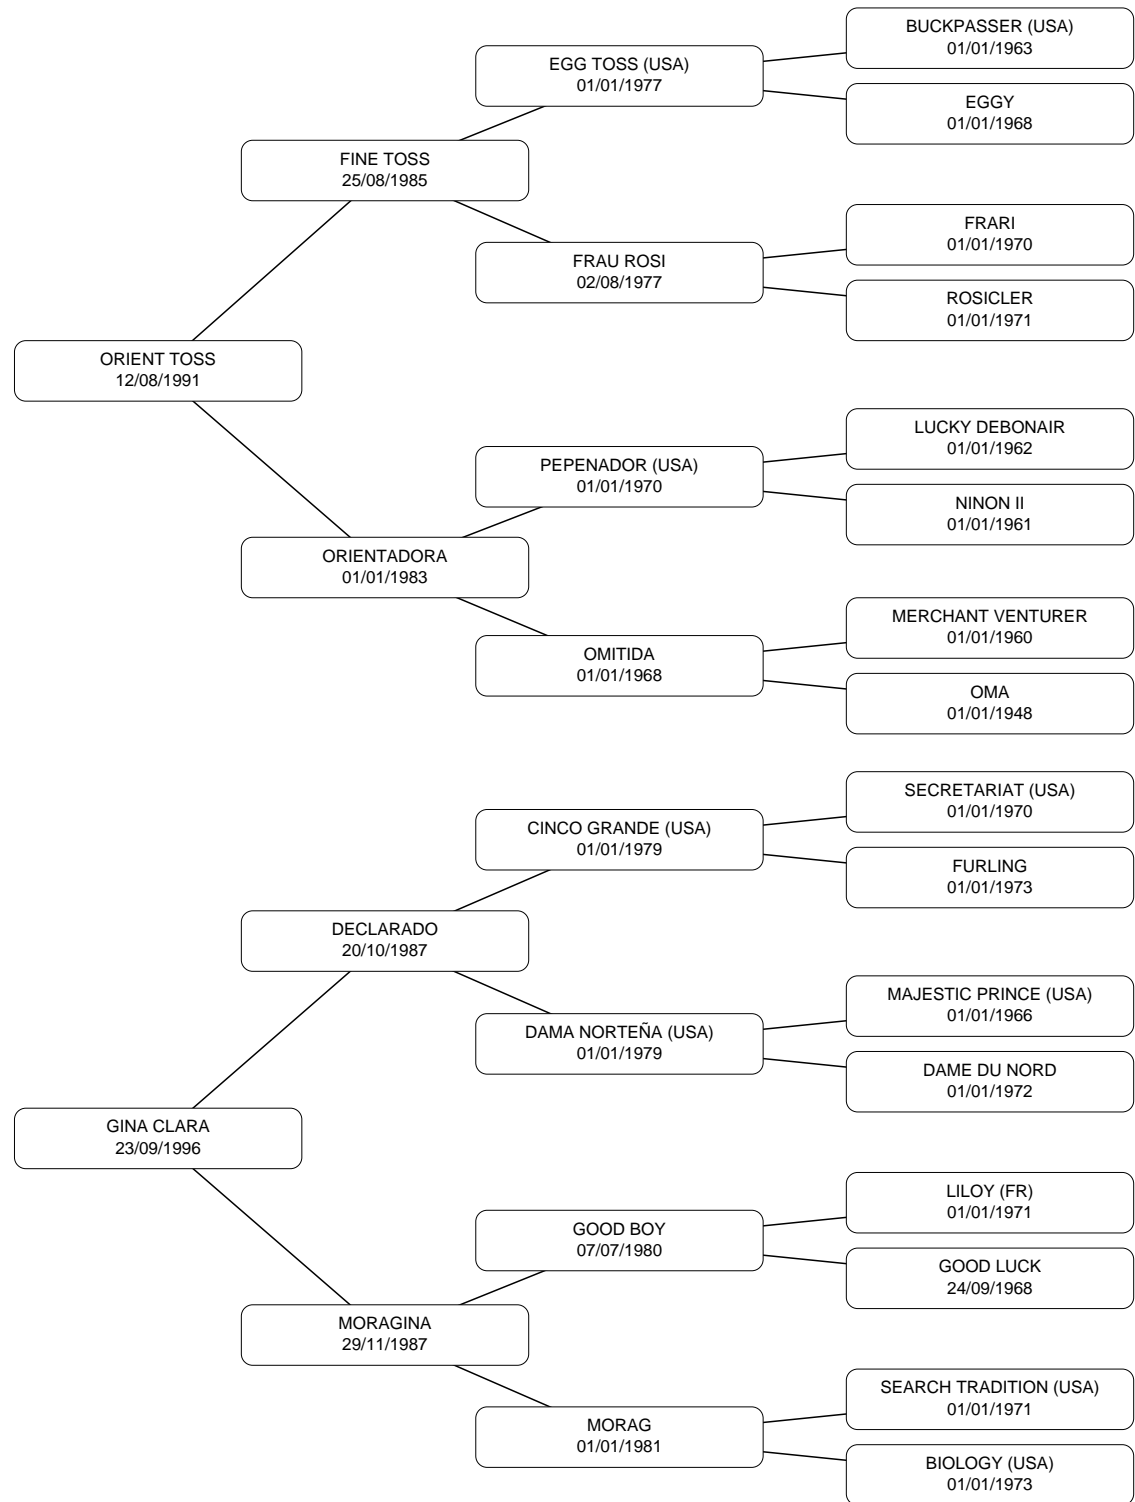 BUCKPASSER (USA)
01/01/1963
EGG TOSS (USA)
01/01/1977
EGGY
01/01/1968
FINE TOSS
25/08/1985
FRARI
01/01/1970
FRAU ROSI
02/08/1977
ROSICLER
01/01/1971
ORIENT TOSS
12/08/1991
LUCKY DEBONAIR
01/01/1962
PEPENADOR (USA)
01/01/1970
NINON II
01/01/1961
ORIENTADORA
01/01/1983
MERCHANT VENTURER
01/01/1960
OMITIDA
01/01/1968
OMA
01/01/1948
SECRETARIAT (USA)
01/01/1970
CINCO GRANDE (USA)
01/01/1979
FURLING
01/01/1973
DECLARADO
20/10/1987
MAJESTIC PRINCE (USA)
01/01/1966
DAMA NORTEÑA (USA)
01/01/1979
DAME DU NORD
01/01/1972
GINA CLARA
23/09/1996
LILOY (FR)
01/01/1971
GOOD BOY
07/07/1980
GOOD LUCK
24/09/1968
MORAGINA
29/11/1987
SEARCH TRADITION (USA)
01/01/1971
MORAG
01/01/1981
BIOLOGY (USA)
01/01/1973